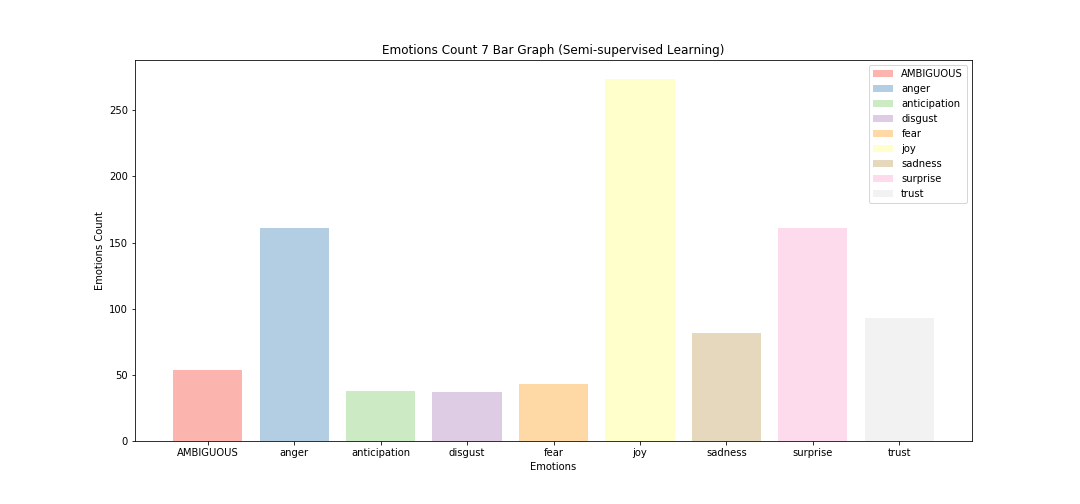 Emotions Count 7 Bar Graph (Semi-supervised Learning)
AMBIGUOUS
anger
anticipation
disgust
fear
joy
sadness
surprise
trust
Emotions Count
250
200
150
100
50
0
AMBIGUOUS anger anticipation disgust fear joy sadness surprise trust
Emotions